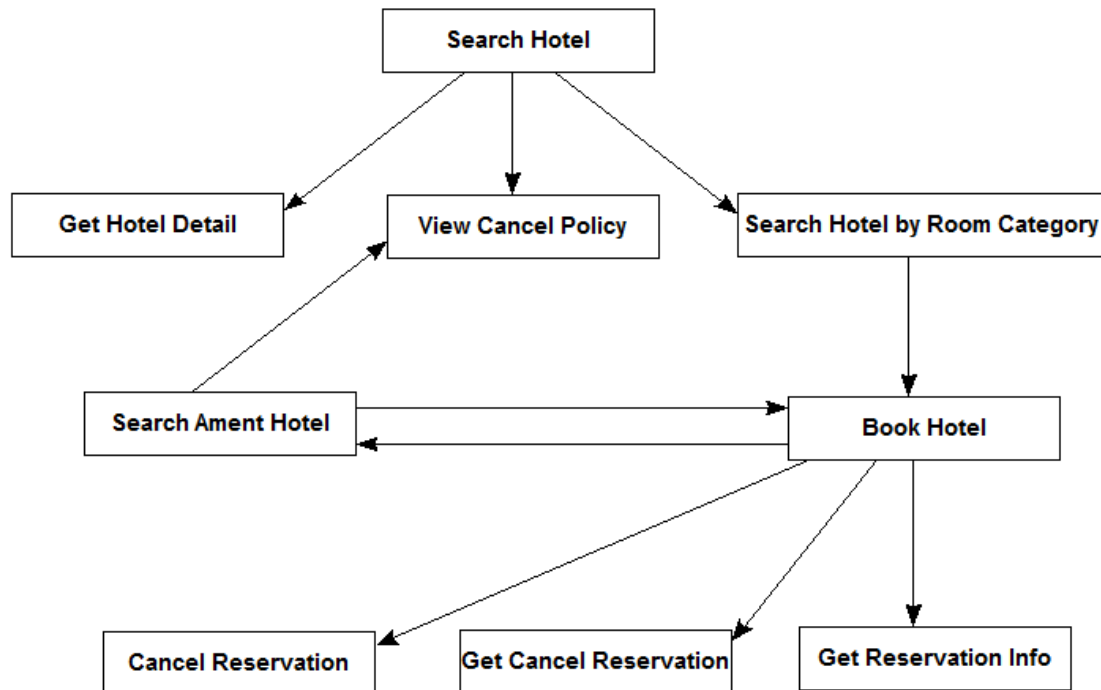 Search Hotel
Get Hotel Detail
View Cancel Policy
Search Hotel by Room Category
Search Ament Hotel
Book Hotel
Cancel Reservation
Get Cancel Reservation
Get Reservation Info